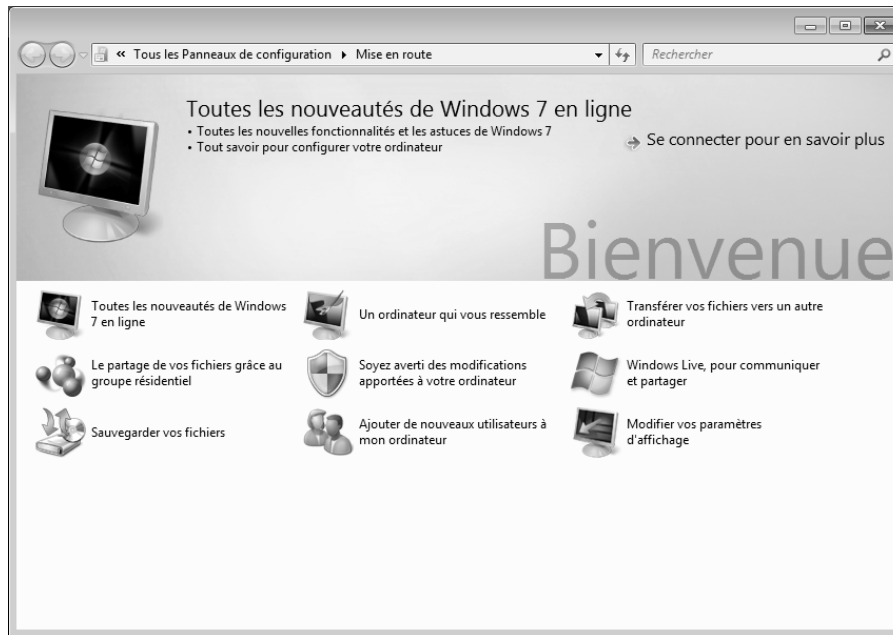 « Tous les Panneaux de configuration ▸ Mise en route
Rechercher
Toutes les nouveautés de Windows 7 en ligne
• Toutes les nouvelles fonctionnalités et les astuces de Windows 7
• Tout savoir pour configurer votre ordinateur
Se connecter pour en savoir plus
Bienvenue
Toutes les nouveautés de Windows
7 en ligne
Un ordinateur qui vous ressemble
Transférer vos fichiers vers un autre
ordinateur
Le partage de vos fichiers grâce au
groupe résidentiel
Soyez averti des modifications
apportées à votre ordinateur
Windows Live, pour communiquer
et partager
Sauvegarder vos fichiers
Ajouter de nouveaux utilisateurs à
mon ordinateur
Modifier vos paramètres
d'affichage